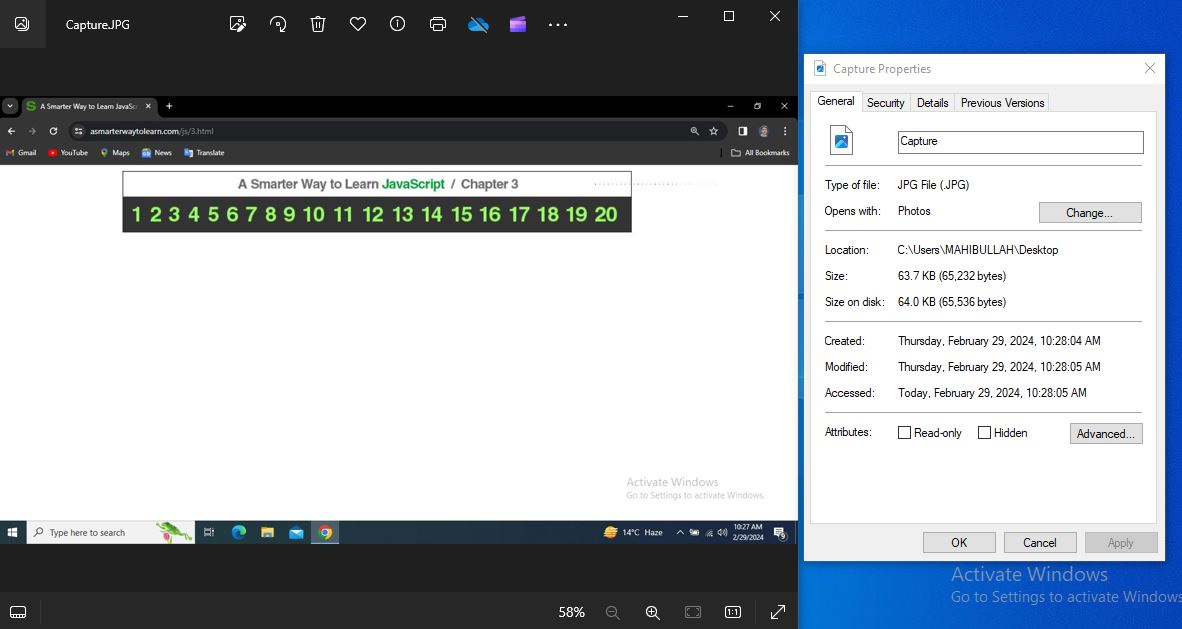 Capture.JPG
A Smarter Way to Learn JavaSc
asmarterwaytolearn.com/js/3.html
Gmail YouTube Maps News Translate All Bookmarks
A Smarter Way to Learn JavaScript / Chapter 3
1 2 3 4 5 6 7 8 9 10 11 12 13 14 15 16 17 18 19 20
Activate Windows
Go to Settings to activate Windows.
Type here to search
14°C Haze
10:27 AM
2/29/2024
58%
1:1
Capture Properties
General Security Details Previous Versions
Capture
Type of file: JPG File (.JPG)
Opens with: Photos Change...
Location: C:\Users\MAHIBULLAH\Desktop
Size: 63.7 KB (65,232 bytes)
Size on disk: 64.0 KB (65,536 bytes)
Created: Thursday, February 29, 2024, 10:28:04 AM
Modified: Thursday, February 29, 2024, 10:28:05 AM
Accessed: Today, February 29, 2024, 10:28:05 AM
Attributes: Read-only Hidden Advanced...
OK Cancel Apply
Activate Windows
Go to Settings to activate Windows